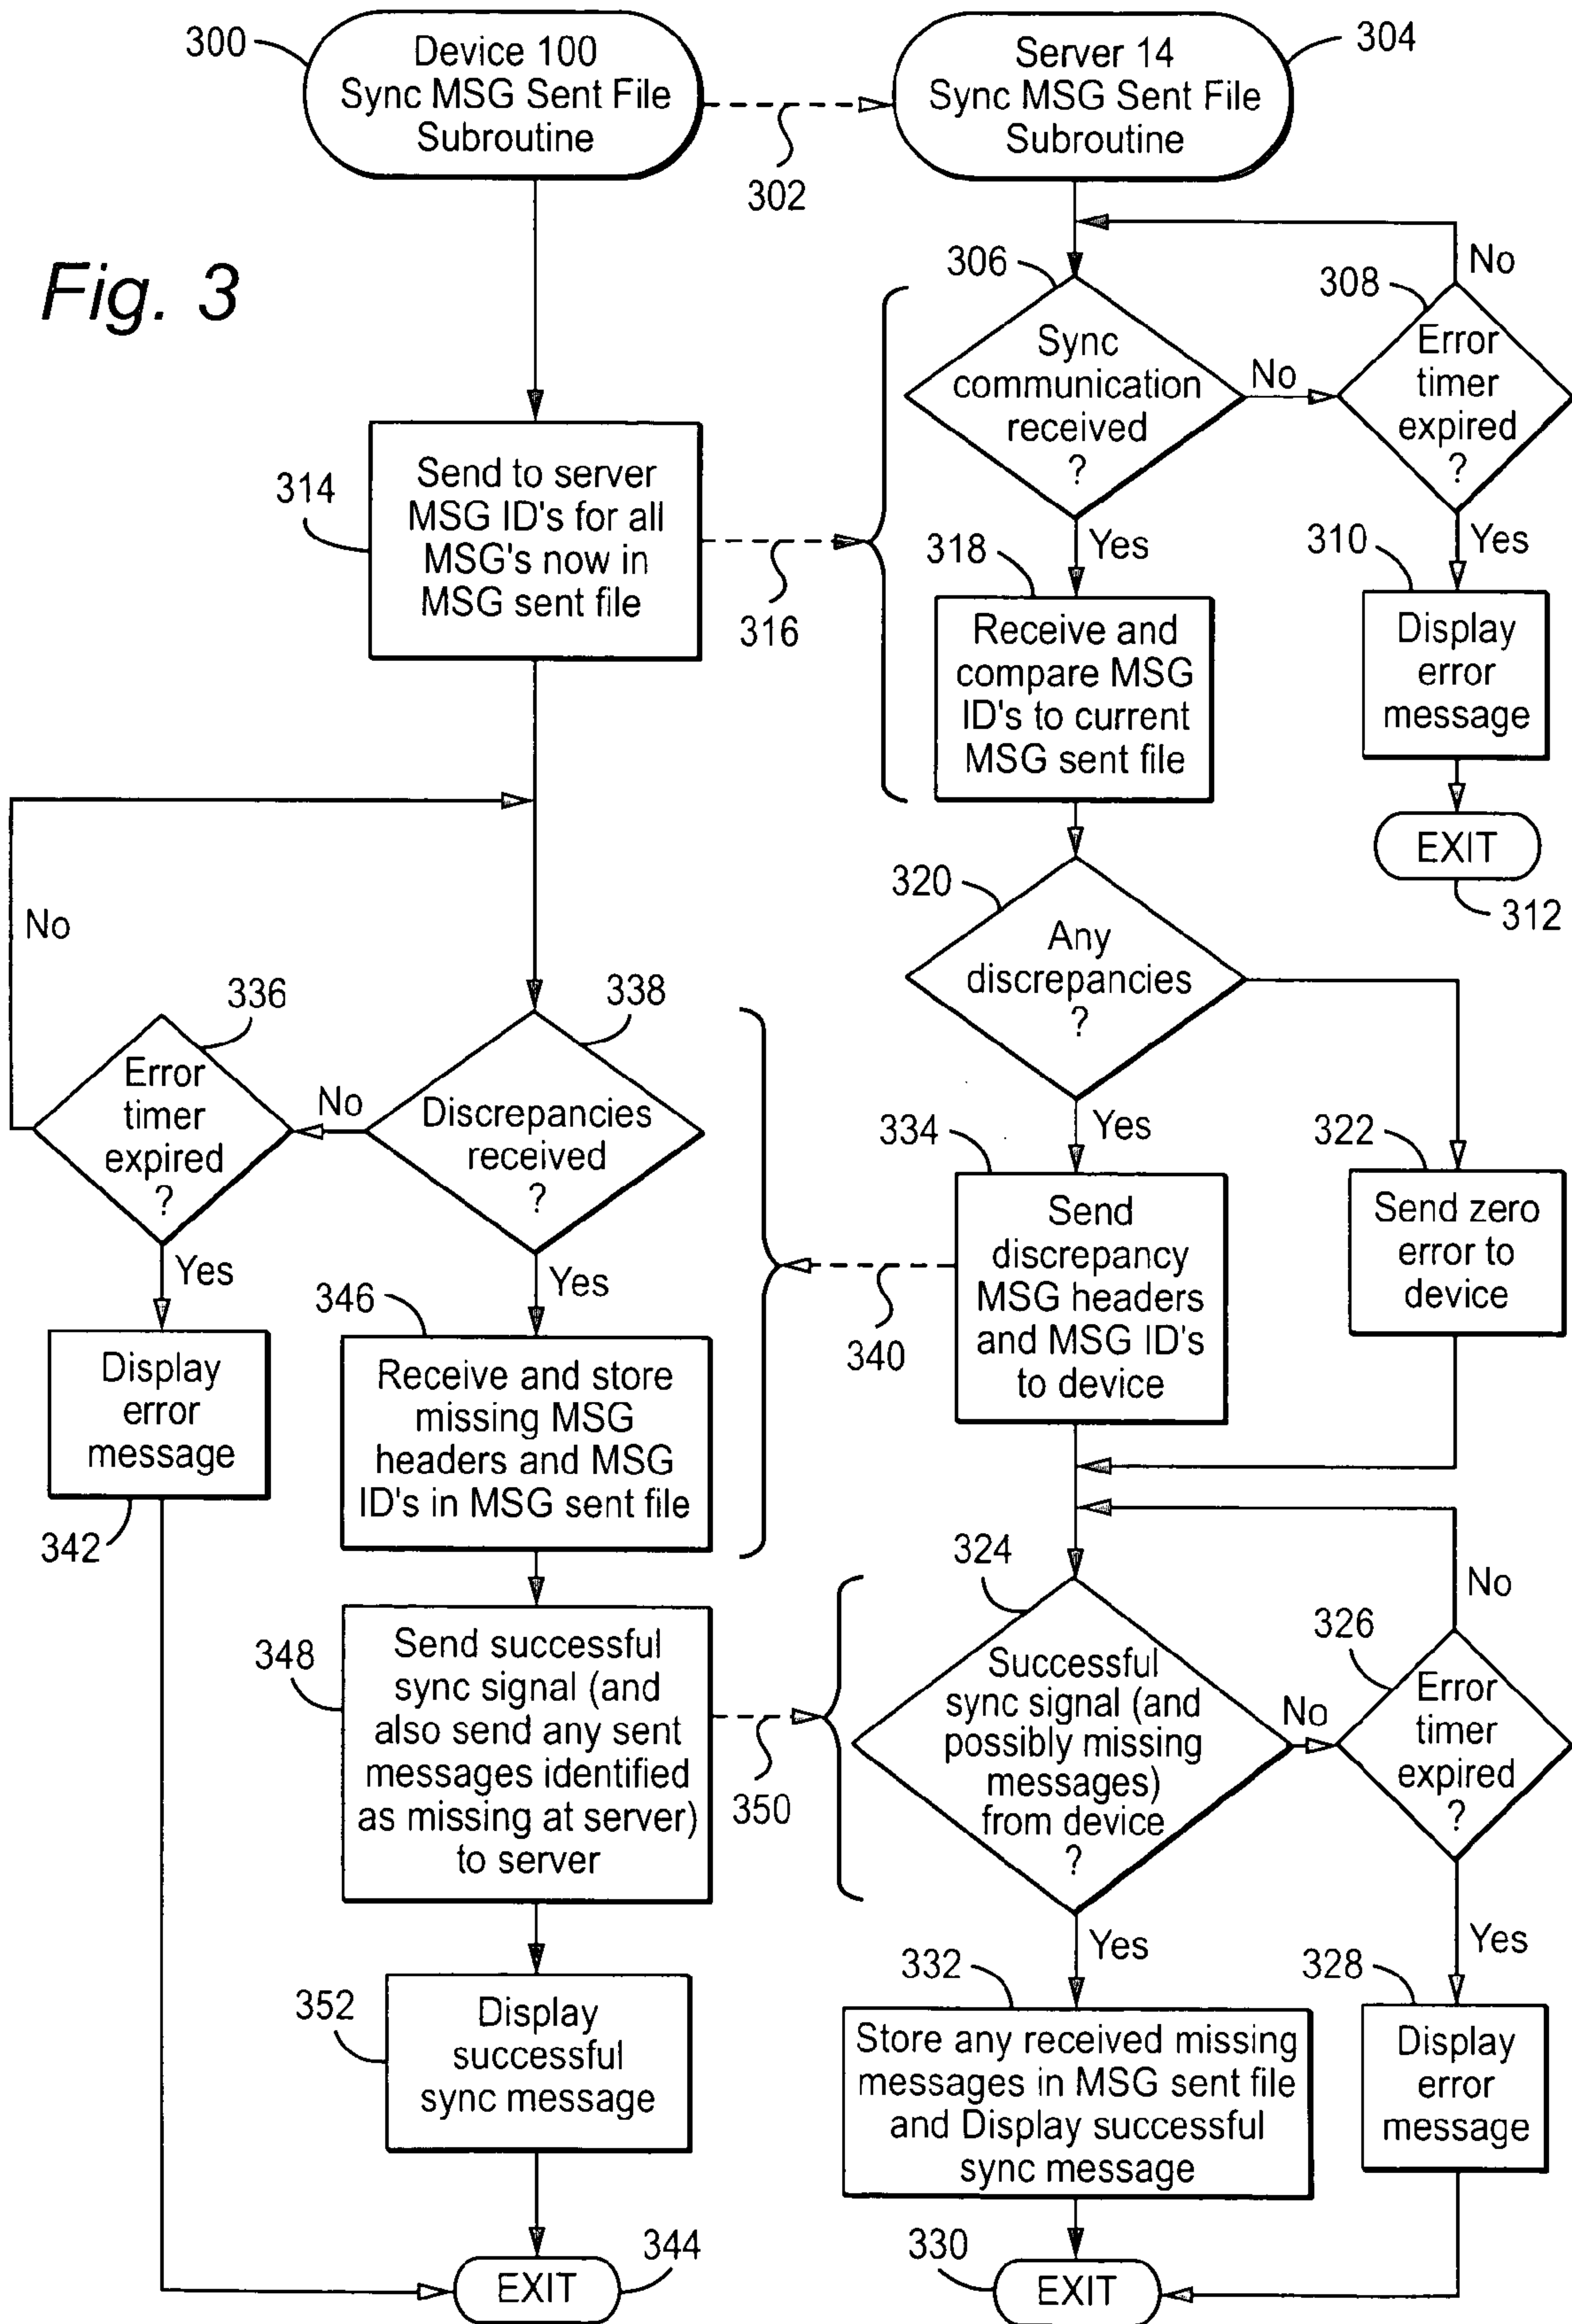 300
Device 100
Sync MSG Sent File
Subroutine
302
Server 14
Sync MSG Sent File
Subroutine
304
Fig. 3
306
Sync
communication
received
?
No
308
Error
timer
expired
?
No
Yes
310
Display
error
message
EXIT
312
314
Send to server
MSG ID's for all
MSG's now in
MSG sent file
316
Yes
318
Receive and
compare MSG
ID's to current
MSG sent file
320
Any
discrepancies
?
Yes
322
Send zero
error to
device
334
Send
discrepancy
MSG headers
and MSG ID's
to device
340
No
336
Error
timer
expired
?
No
338
Discrepancies
received
?
Yes
Display
error
message
342
Yes
346
Receive and store
missing MSG
headers and MSG
ID's in MSG sent file
348
Send successful
sync signal (and
also send any sent
messages identified
as missing at server)
to server
350
324
Successful
sync signal (and
possibly missing
messages)
from device
?
No
326
Error
timer
expired
?
No
Yes
328
Display
error
message
Yes
332
Store any received missing
messages in MSG sent file
and Display successful
sync message
352
Display
successful
sync message
EXIT
344
330
EXIT